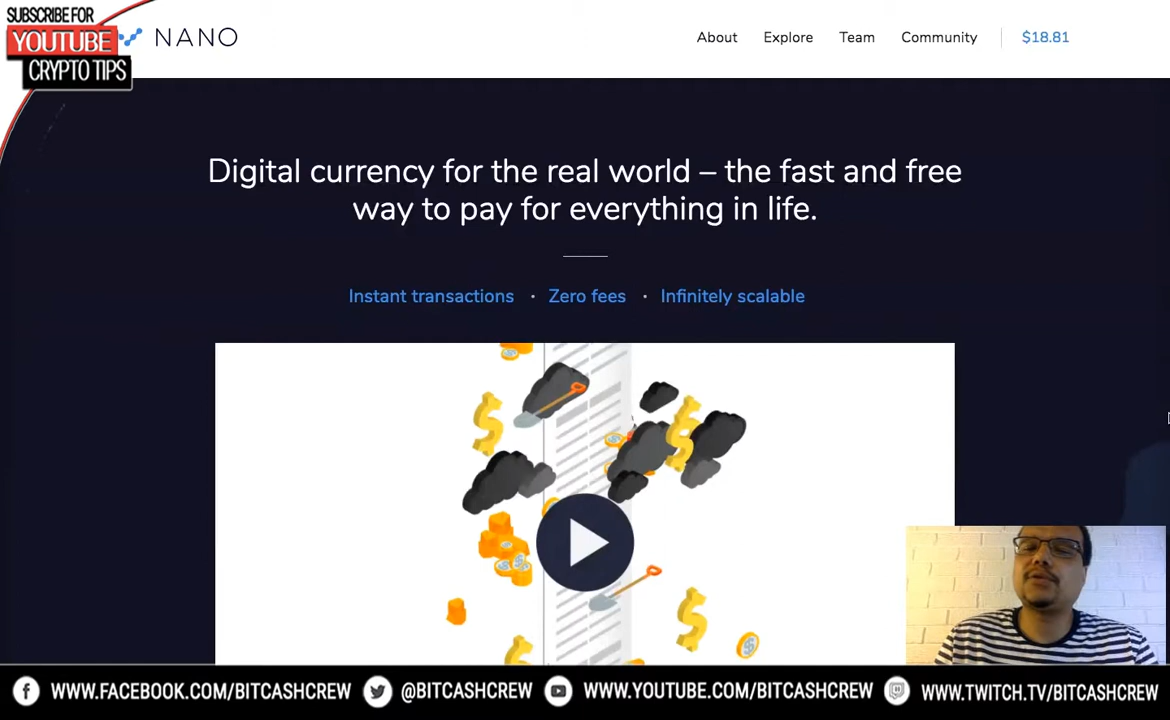 SUBSCRIBE FOR
YOUTUBE
CRYPTO TIPS
NANO
About
Explore
Team
Community
$18.81
Digital currency for the real world – the fast and free
way to pay for everything in life.
Instant transactions · Zero fees · Infinitely scalable
WWW.FACEBOOK.COM/BITCASHCREW
@BITCASHCREW
WWW.YOUTUBE.COM/BITCASHCREW
WWW.TWITCH.TV/BITCASHCREW